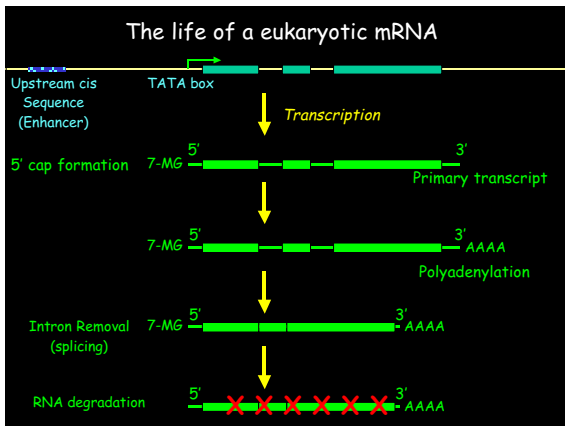 The life of a eukaryotic mRNA
Upstream cis
Sequence
(Enhancer)
TATA box
Transcription
5’ 3’
5’ cap formation 7-MG
Primary transcript
5’ 3’
7-MG AAAA
Polyadenylation
5’ 3’
Intron Removal 7-MG AAAA
(splicing)
5’ 3’
RNA degradation AAAA